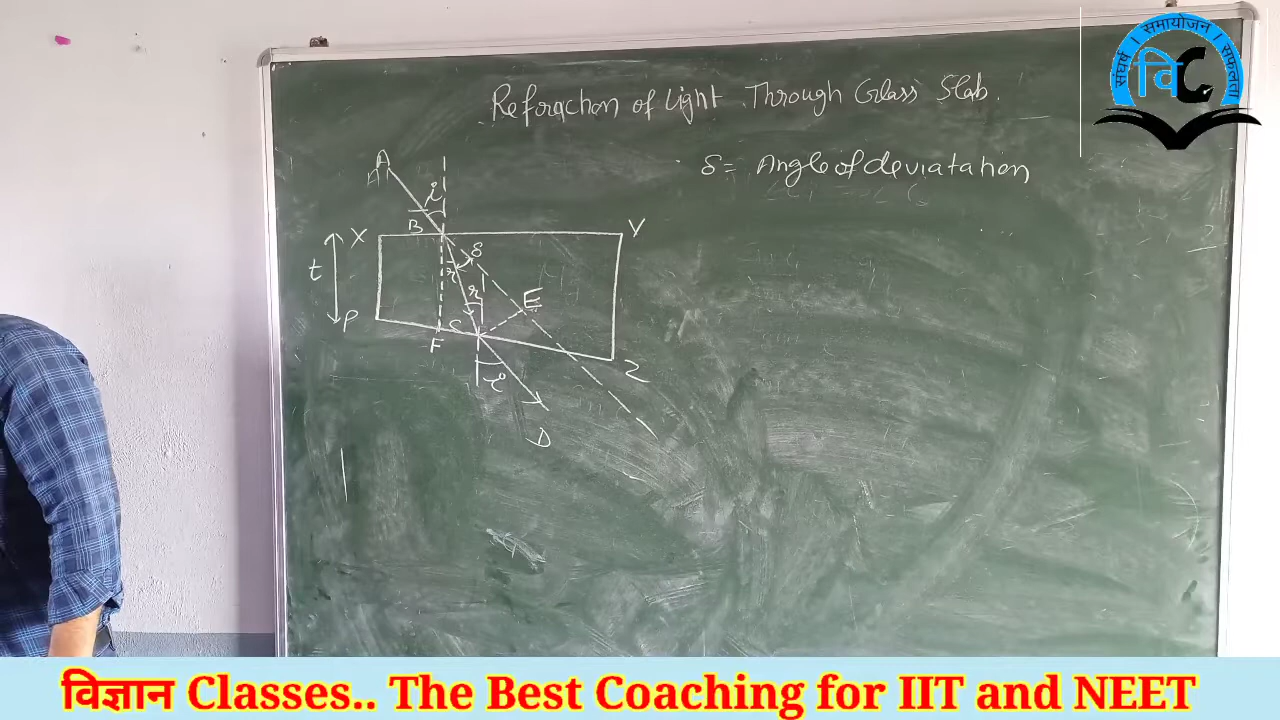 संघर्ष । समायोजन । सफलता
वि C
Refraction of Light Through Glass Slab.
δ = Angle of deviatation
A
i
B
X
Y
δ
r
t
r
E
P
C
F
Z
i
D
विज्ञान Classes.. The Best Coaching for IIT and NEET